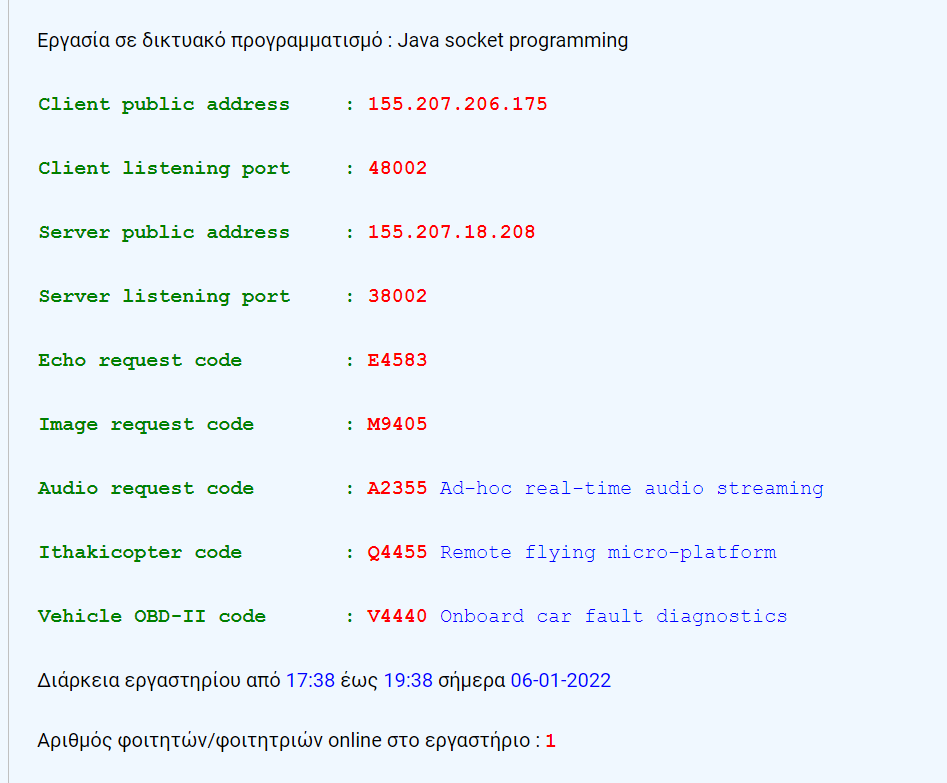 Εργασία σε δικτυακό προγραμματισμό : Java socket programming
Client public address : 155.207.206.175
Client listening port : 48002
Server public address : 155.207.18.208
Server listening port : 38002
Echo request code : E4583
Image request code : M9405
Audio request code : A2355 Ad-hoc real-time audio streaming
Ithakicopter code : Q4455 Remote flying micro-platform
Vehicle OBD-II code : V4440 Onboard car fault diagnostics
Διάρκεια εργαστηρίου από 17:38 έως 19:38 σήμερα 06-01-2022
Αριθμός φοιτητών/φοιτητριών online στο εργαστήριο : 1